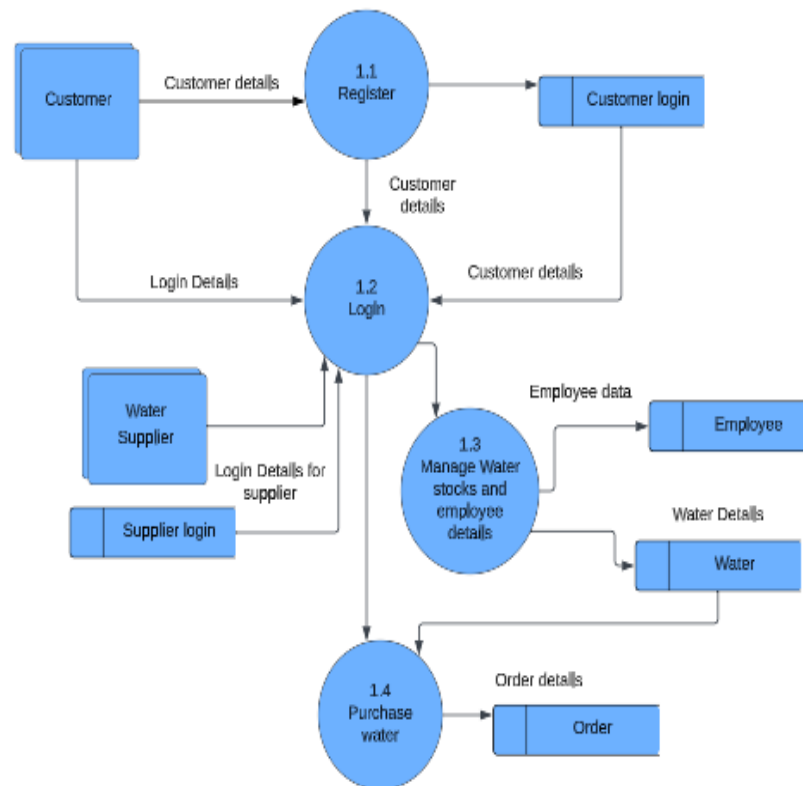 1.1
Register
Customer
Customer details
Customer login
Customer
details
1.2
Login
Login Details
Customer details
Water
Supplier
Login Details for
supplier
Supplier login
1.3
Manage Water
stocks and
employee
details
Employee data
Employee
Water Details
Water
1.4
Purchase
water
Order details
Order